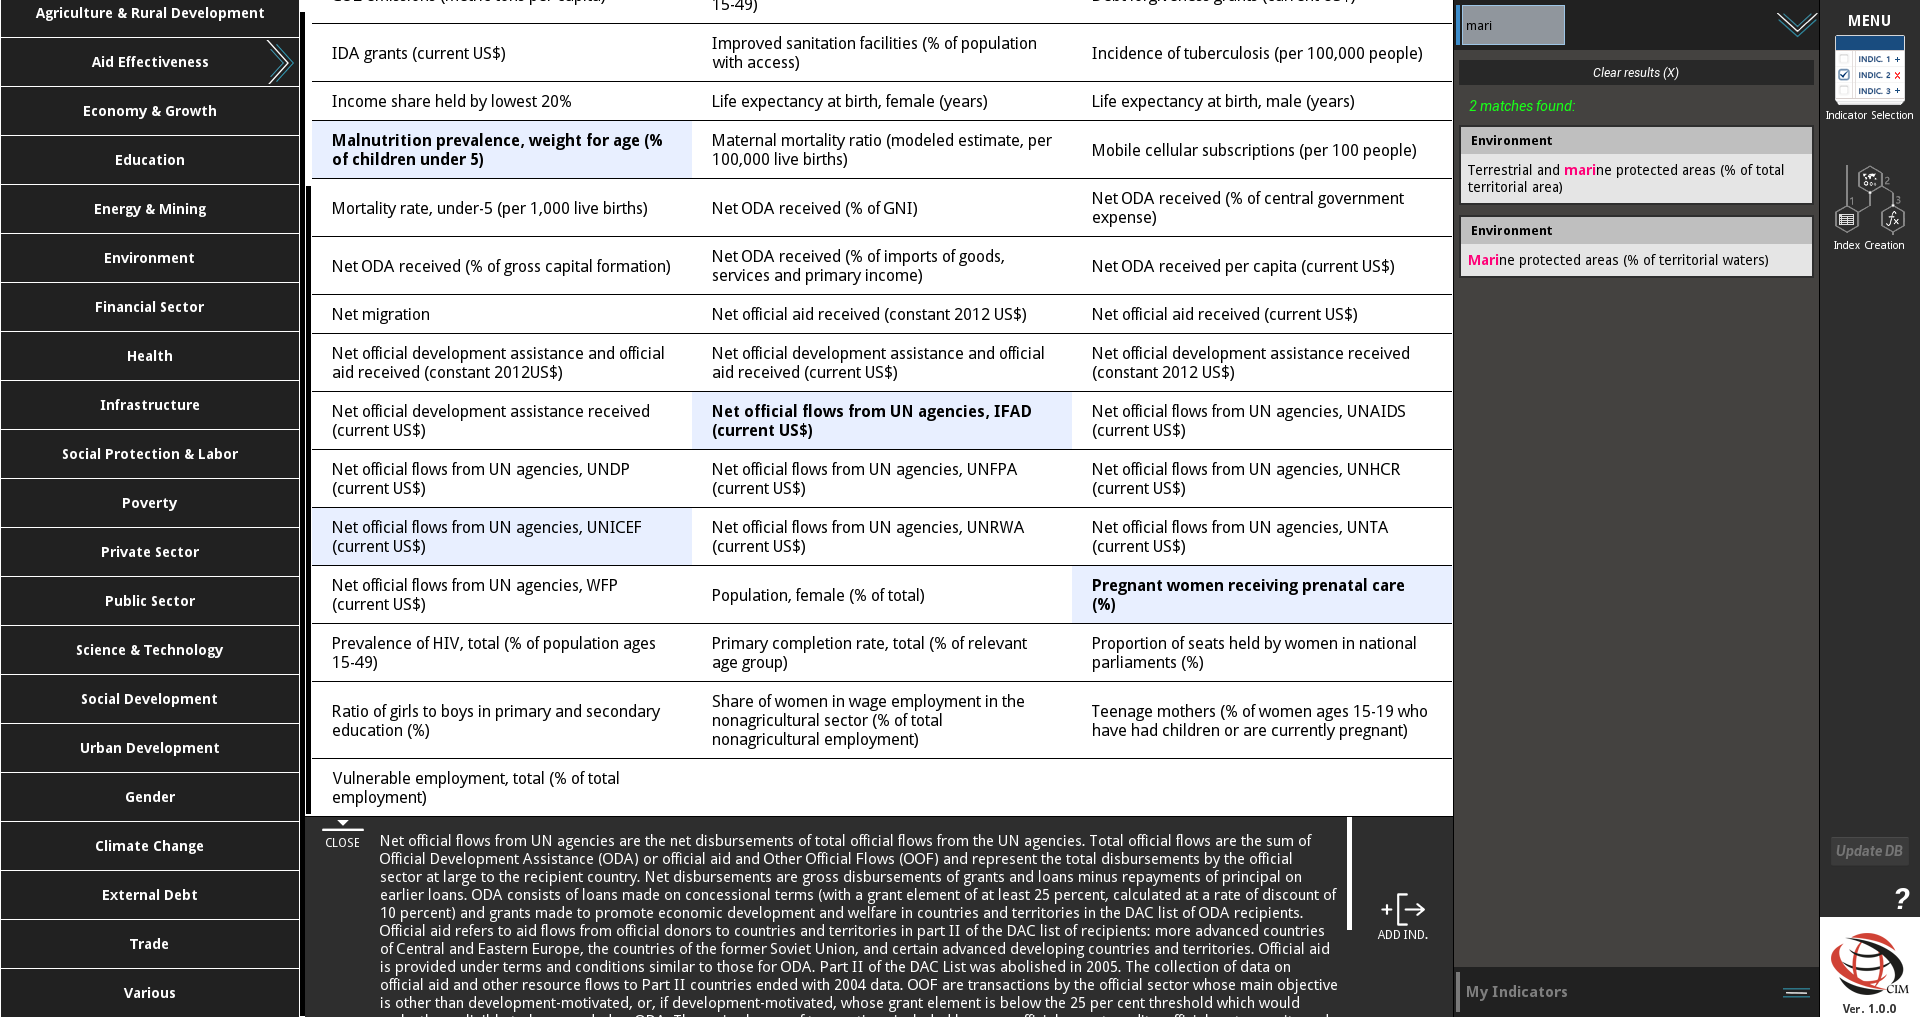 Agriculture & Rural Development
Aid Effectiveness
Economy & Growth
Education
Energy & Mining
Environment
Financial Sector
Health
Infrastructure
Social Protection & Labor
Poverty
Private Sector
Public Sector
Science & Technology
Social Development
Urban Development
Gender
Climate Change
External Debt
Trade
Various
15-49)
IDA grants (current US$)
Improved sanitation facilities (% of population
with access)
Incidence of tuberculosis (per 100,000 people)
Income share held by lowest 20%
Life expectancy at birth, female (years)
Life expectancy at birth, male (years)
Malnutrition prevalence, weight for age (%
of children under 5)
Maternal mortality ratio (modeled estimate, per
100,000 live births)
Mobile cellular subscriptions (per 100 people)
Mortality rate, under-5 (per 1,000 live births)
Net ODA received (% of GNI)
Net ODA received (% of central government
expense)
Net ODA received (% of gross capital formation)
Net ODA received (% of imports of goods,
services and primary income)
Net ODA received per capita (current US$)
Net migration
Net official aid received (constant 2012 US$)
Net official aid received (current US$)
Net official development assistance and official
aid received (constant 2012US$)
Net official development assistance and official
aid received (current US$)
Net official development assistance received
(constant 2012 US$)
Net official development assistance received
(current US$)
Net official flows from UN agencies, IFAD
(current US$)
Net official flows from UN agencies, UNAIDS
(current US$)
Net official flows from UN agencies, UNDP
(current US$)
Net official flows from UN agencies, UNFPA
(current US$)
Net official flows from UN agencies, UNHCR
(current US$)
Net official flows from UN agencies, UNICEF
(current US$)
Net official flows from UN agencies, UNRWA
(current US$)
Net official flows from UN agencies, UNTA
(current US$)
Net official flows from UN agencies, WFP
(current US$)
Population, female (% of total)
Pregnant women receiving prenatal care
(%)
Prevalence of HIV, total (% of population ages
15-49)
Primary completion rate, total (% of relevant
age group)
Proportion of seats held by women in national
parliaments (%)
Ratio of girls to boys in primary and secondary
education (%)
Share of women in wage employment in the
nonagricultural sector (% of total
nonagricultural employment)
Teenage mothers (% of women ages 15-19 who
have had children or are currently pregnant)
Vulnerable employment, total (% of total
employment)
CLOSE
Net official flows from UN agencies are the net disbursements of total official flows from the UN agencies. Total official flows are the sum of
Official Development Assistance (ODA) or official aid and Other Official Flows (OOF) and represent the total disbursements by the official
sector at large to the recipient country. Net disbursements are gross disbursements of grants and loans minus repayments of principal on
earlier loans. ODA consists of loans made on concessional terms (with a grant element of at least 25 percent, calculated at a rate of discount of
10 percent) and grants made to promote economic development and welfare in countries and territories in the DAC list of ODA recipients.
Official aid refers to aid flows from official donors to countries and territories in part II of the DAC list of recipients: more advanced countries
of Central and Eastern Europe, the countries of the former Soviet Union, and certain advanced developing countries and territories. Official aid
is provided under terms and conditions similar to those for ODA. Part II of the DAC List was abolished in 2005. The collection of data on
official aid and other resource flows to Part II countries ended with 2004 data. OOF are transactions by the official sector whose main objective
is other than development-motivated, or, if development-motivated, whose grant element is below the 25 per cent threshold which would
+
ADD IND.
mari
Clear results (X)
2 matches found:
Environment
Terrestrial and marine protected areas (% of total
territorial area)
Environment
Marine protected areas (% of territorial waters)
My Indicators
MENU
INDIC. 1 +
INDIC. 2 x
INDIC. 3 +
Indicator Selection
1
2
3
fx
Index Creation
Update DB
?
CIM
Ver. 1.0.0